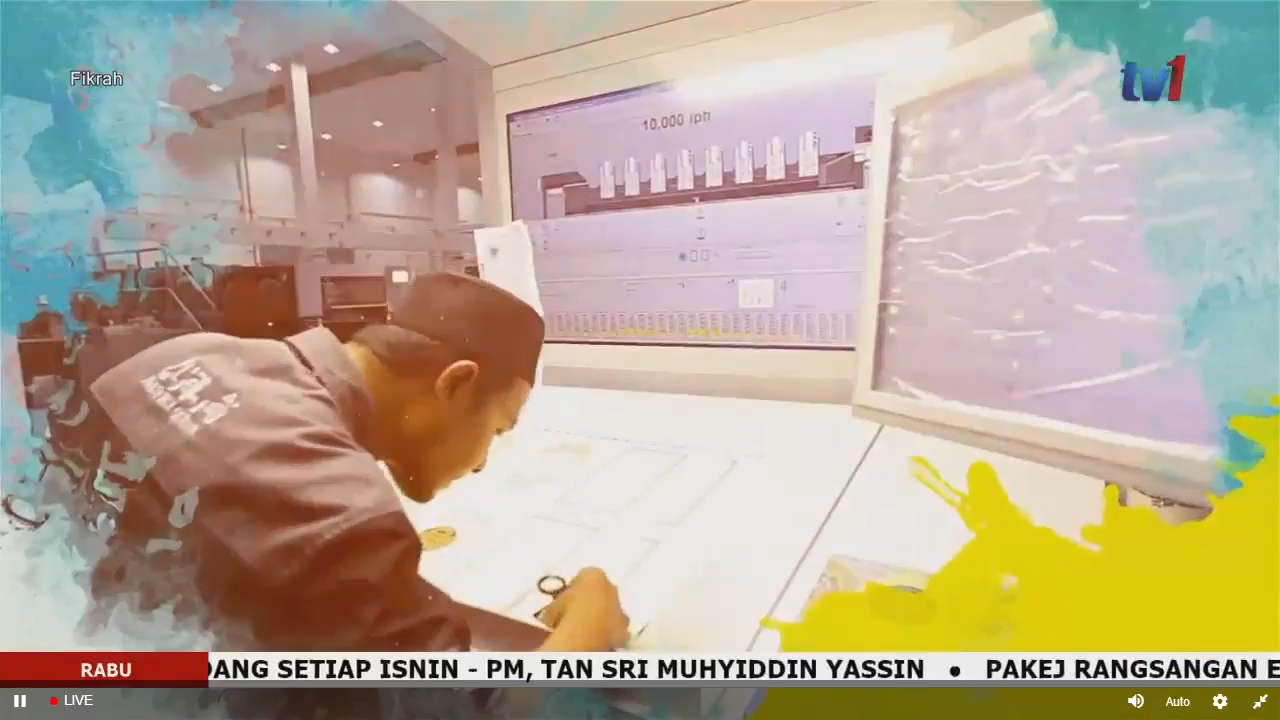 Fikrah
tv1
10,000 iph
RABU
DANG SETIAP ISNIN - PM, TAN SRI MUHYIDDIN YASSIN • PAKEJ RANGSANGAN E
LIVE
Auto